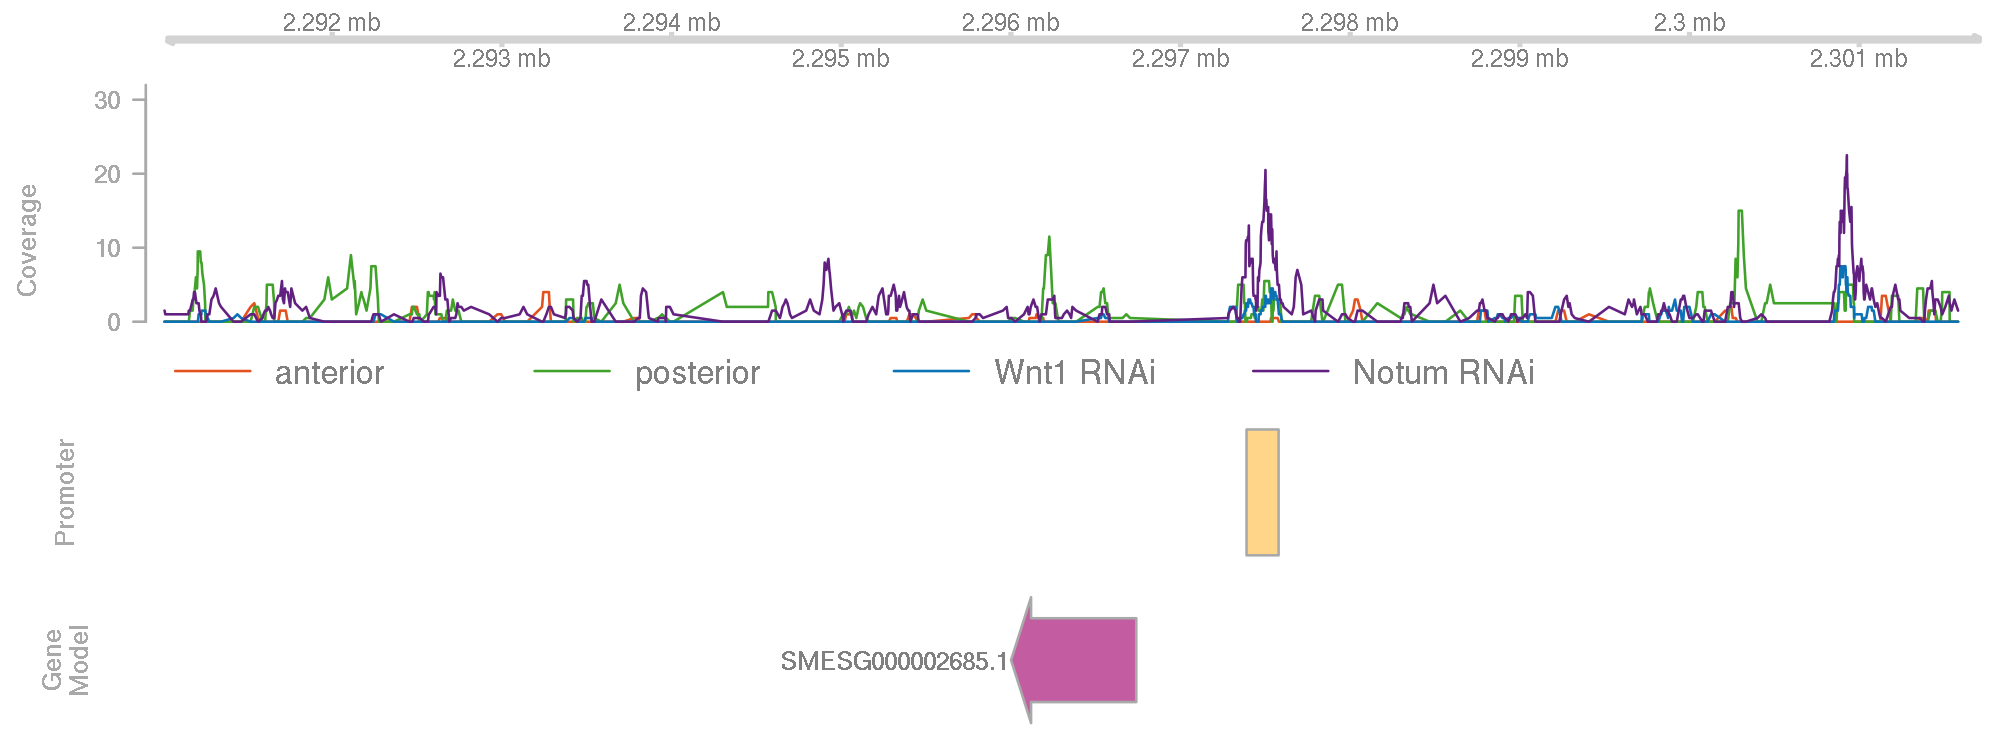 2.292 mb 2.294 mb 2.296 mb 2.298 mb 2.3 mb
2.293 mb 2.295 mb 2.297 mb 2.299 mb 2.301 mb
30
20
10
0
Coverage
anterior posterior Wnt1 RNAi Notum RNAi
Promoter
Gene
Model
SMESG000002685.1